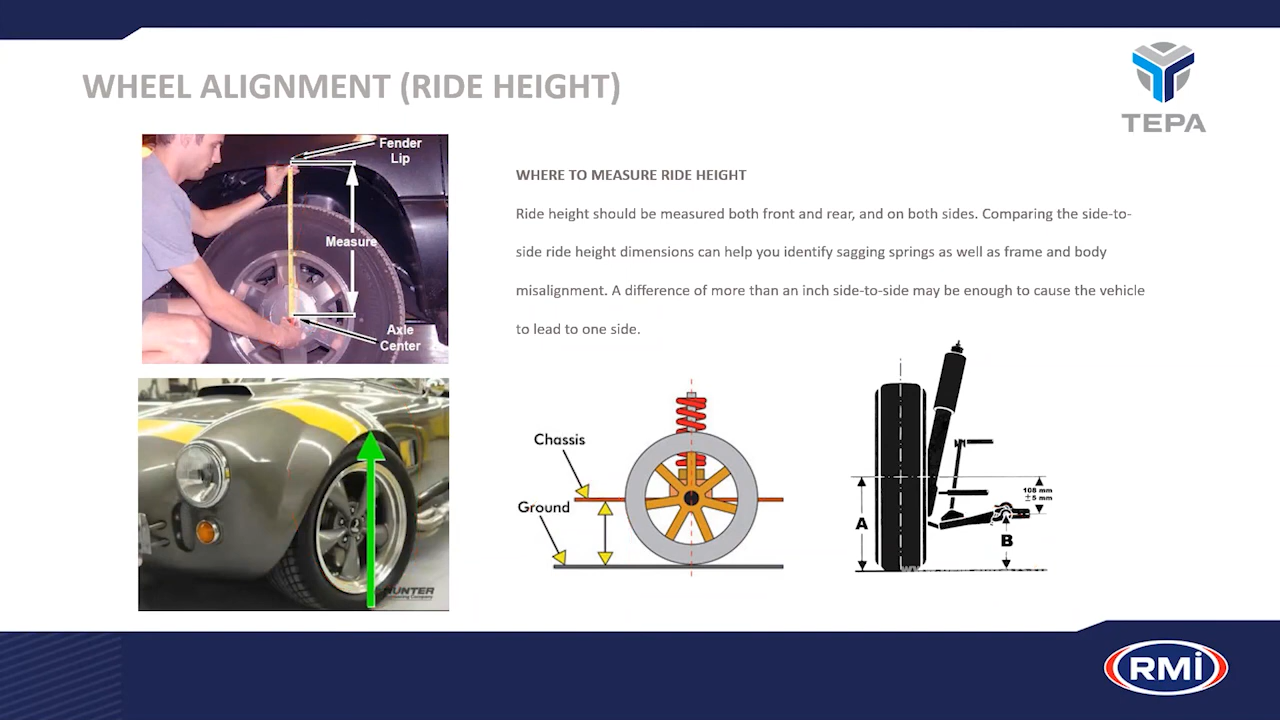 WHEEL ALIGNMENT (RIDE HEIGHT)
TEPA
Fender
Lip
Measure
Axle
Center
WHERE TO MEASURE RIDE HEIGHT
Ride height should be measured both front and rear, and on both sides. Comparing the side-to-
side ride height dimensions can help you identify sagging springs as well as frame and body
misalignment. A difference of more than an inch side-to-side may be enough to cause the vehicle
to lead to one side.
HUNTER
Chassis
Ground
A
108 mm
±5 mm
B
RMI